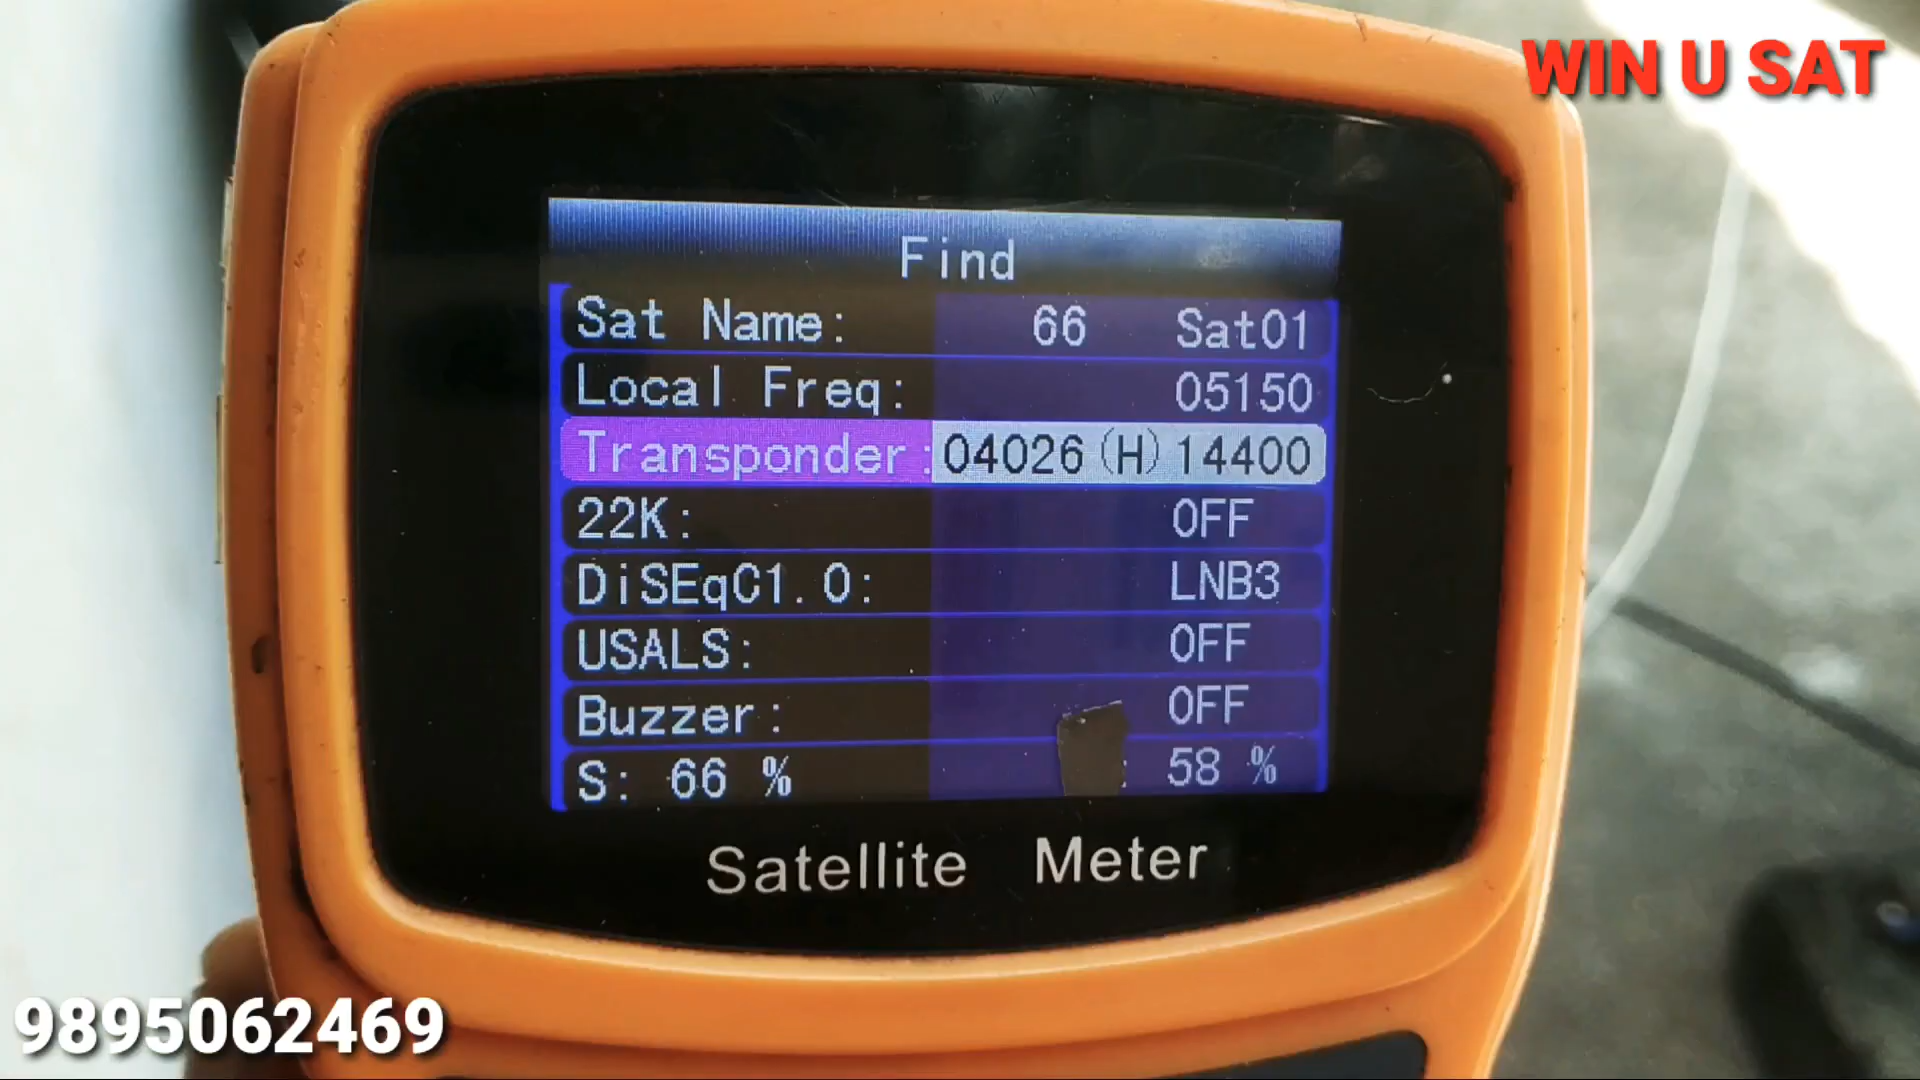 WIN U SAT
Find
Sat Name: 66 Sat01
Local Freq: 05150
Transponder: 04026(H)14400
22K: OFF
DiSEqC1.0: LNB3
USALS: OFF
Buzzer: OFF
S: 66 % : 58 %
Satellite Meter
9895062469